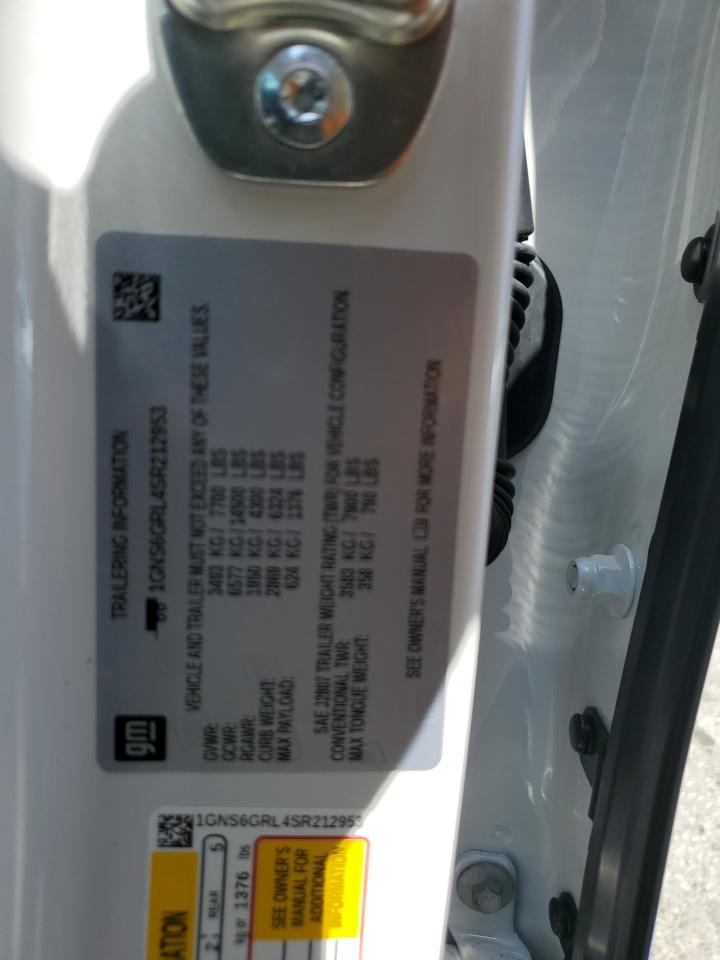 TRAILERING INFORMATION
1GNS6GRL4SR212953
gm
VEHICLE AND TRAILER MUST NOT EXCEED ANY OF THESE VALUES.
GVWR: 3493 KG / 7700 LBS
GCWR: 6577 KG / 14500 LBS
RGAWR: 1950 KG / 4300 LBS
CURB WEIGHT: 2869 KG / 6324 LBS
MAX PAYLOAD: 624 KG / 1376 LBS
SAE J2807 TRAILER WEIGHT RATING (TWR) FOR VEHICLE CONFIGURATION.
CONVENTIONAL TWR: 3583 KG / 7900 LBS
MAX TONGUE WEIGHT: 358 KG / 790 LBS
SEE OWNER'S MANUAL FOR MORE INFORMATION
1GNS6GRL4SR212953
2 REAR 5
kg or 1376 lbs
SEE OWNER'S
MANUAL FOR
ADDITIONAL
INFORMATION